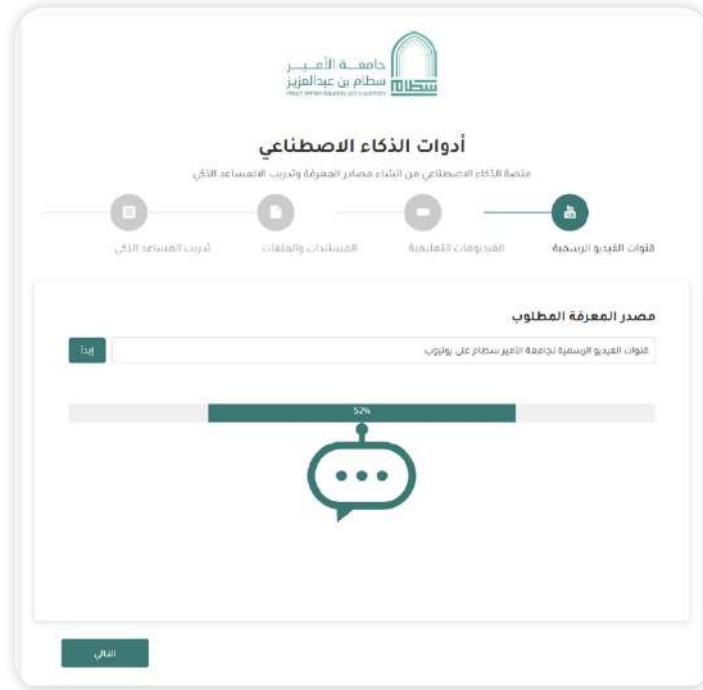 جامعة الأمير
سطام بن عبدالعزيز
سطام
أدوات الذكاء الاصطناعي
منصة الذكاء الاصطناعي من انشاء مصادر المعرفة وتدريب الالمساعد الذكي
قنوات الفيديو الرسمية
الفيديوهات التعليمية
المستندات والملفات
تدريب المساعد الذكي
مصدر المعرفة المطلوب
قنوات الفيديو الرسمية لجامعة الأمير سطام على يوتيوب
إبدأ
52%
التالي